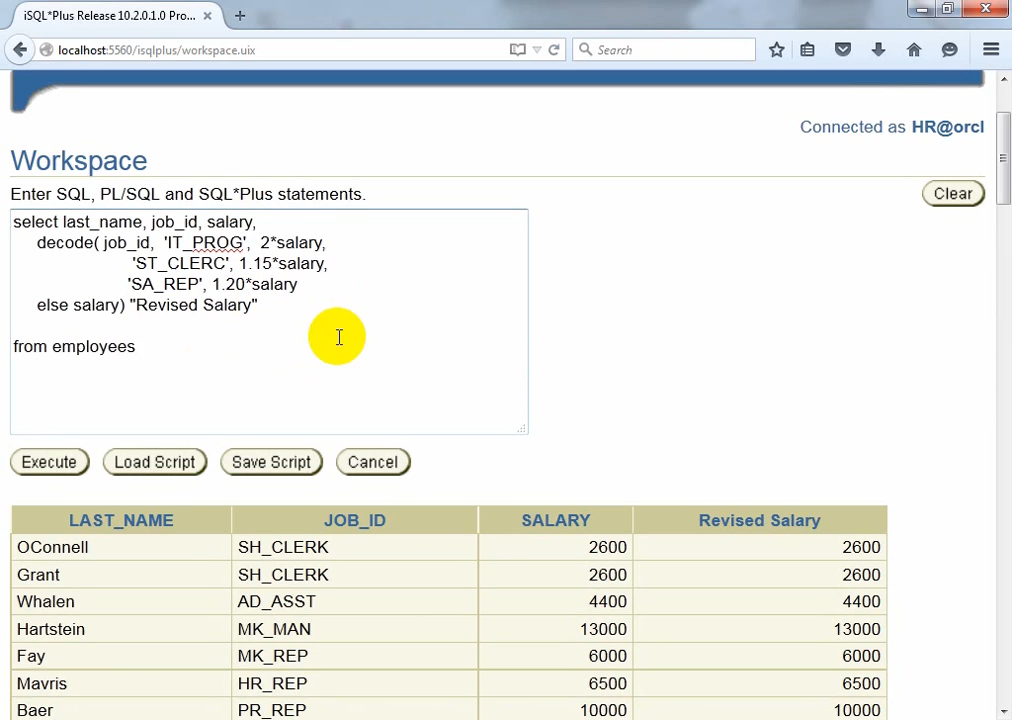 iSQL*Plus Release 10.2.0.1.0 Pro...
localhost:5560/isqlplus/workspace.uix
Search
Connected as HR@orcl
Workspace
Enter SQL, PL/SQL and SQL*Plus statements.
Clear
select last_name, job_id, salary,
decode( job_id, 'IT_PROG', 2*salary,
'ST_CLERC', 1.15*salary,
'SA_REP', 1.20*salary
else salary) "Revised Salary"
from employees
Execute Load Script Save Script Cancel
LAST_NAME JOB_ID SALARY Revised Salary
OConnell SH_CLERK 2600 2600
Grant SH_CLERK 2600 2600
Whalen AD_ASST 4400 4400
Hartstein MK_MAN 13000 13000
Fay MK_REP 6000 6000
Mavris HR_REP 6500 6500
Baer PR_REP 10000 10000